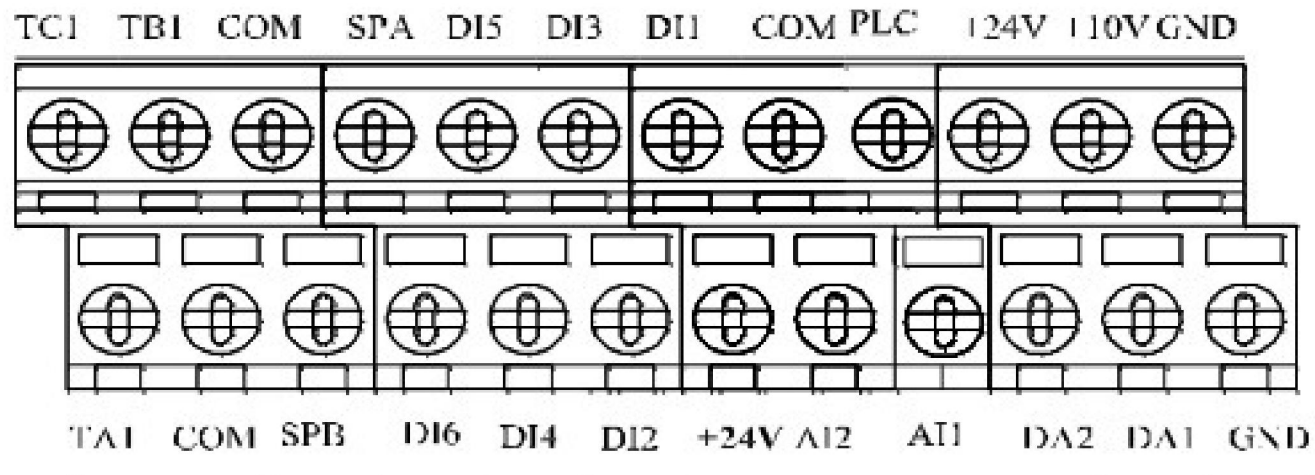 TC1 TB1 COM SPA DI5 DI3 DI1 COM PLC +24V +10V GND
TA1 COM SPB DI6 DI4 DI2 +24V AI2 AI1 DA2 DA1 GND